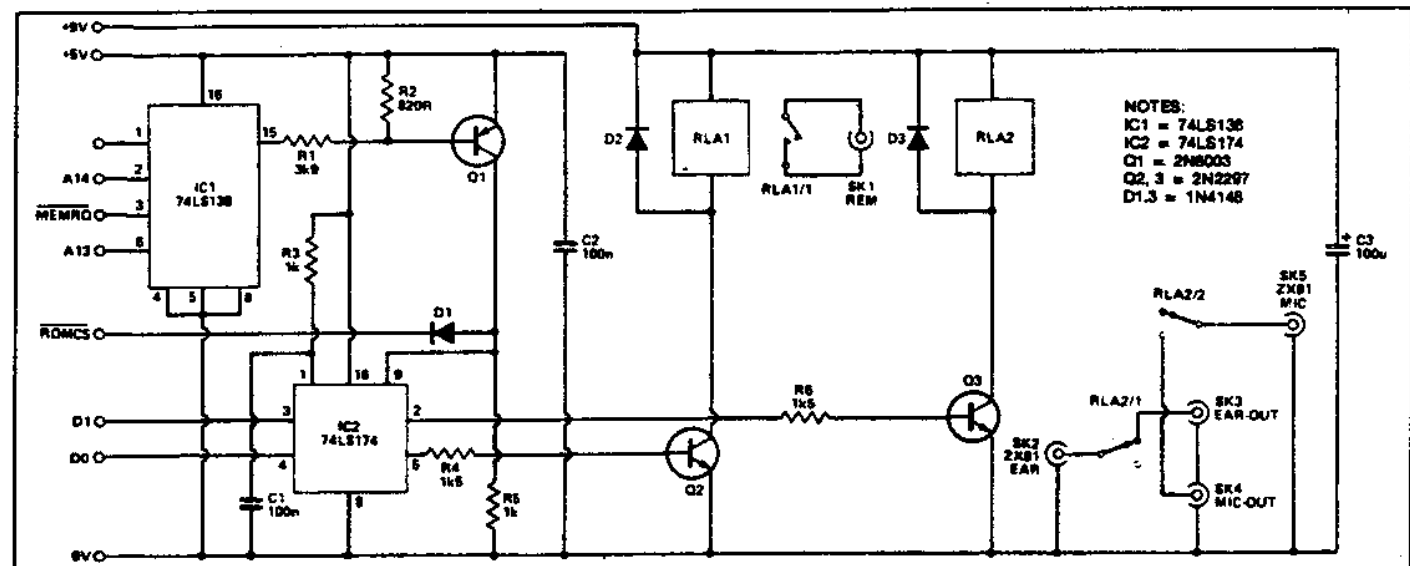 +9V
+5V
16
1
15
A14
2
IC1
74LS138
MEMRQ
3
A13
6
4
5
8
R1
3k9
R2
820R
Q1
R3
1k
C2
100n
D1
ROMCS
1
16
9
D1
3
2
IC2
74LS174
D0
4
5
R4
1k5
C1
100n
8
R5
1k
0V
D2
RLA1
RLA1/1
SK1
REM
D3
RLA2
R6
1k5
Q3
Q2
NOTES:
IC1 = 74LS138
IC2 = 74LS174
Q1 = 2N6003
Q2, 3 = 2N2297
D1.3 = 1N4148
+
C3
100u
RLA2/2
SK5
ZX81
MIC
RLA2/1
SK3
EAR-OUT
SK2
ZX81
EAR
SK4
MIC-OUT